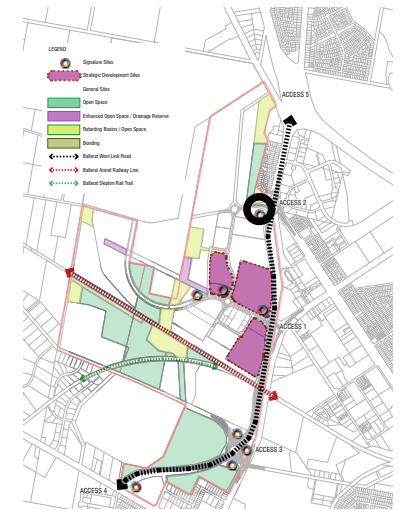 LEGEND
Signature Sites
Strategic Development Sites
General Sites
Open Space
Enhanced Open Space / Drainage Reserve
Retarding Basins / Open Space
Bunding
Ballarat West Link Road
Ballarat Ararat Railway Line
Ballarat Skipton Rail Trail
ACCESS 5
ACCESS 2
ACCESS 1
ACCESS 3
ACCESS 4